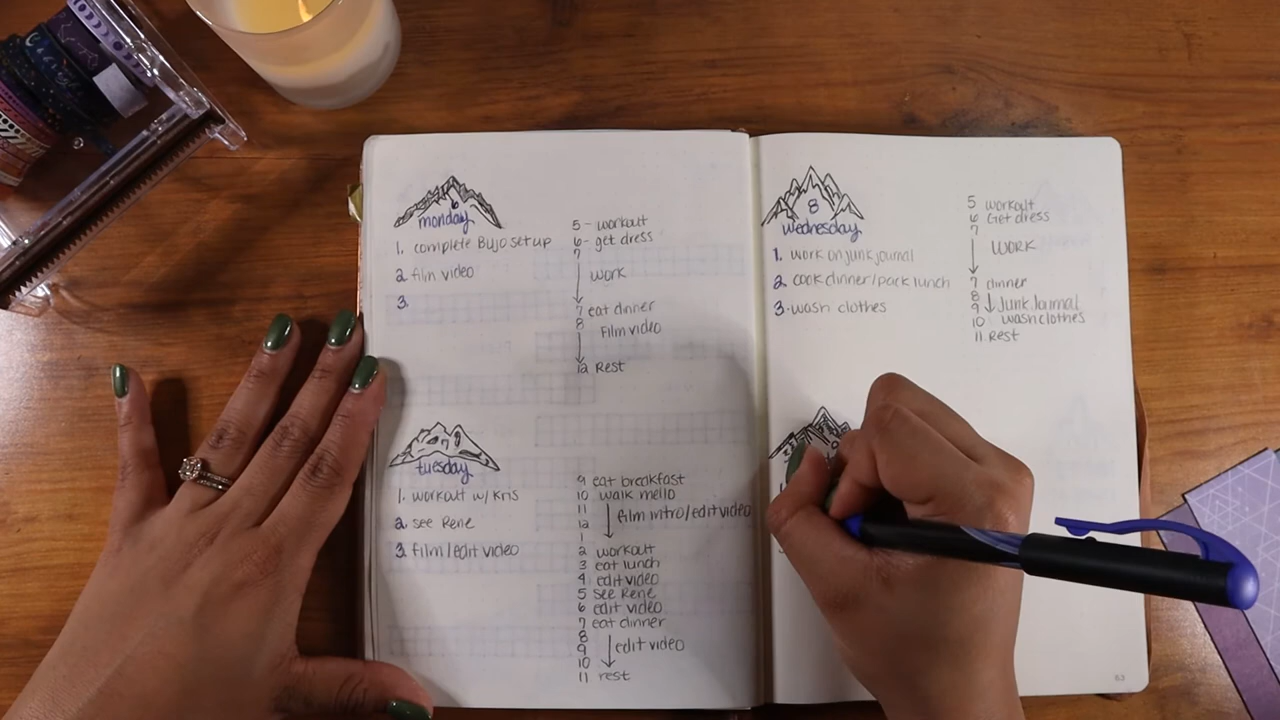 6
monday
1. complete Bujo setup
2. film video
3.
5 - workout
6 - get dress
7
work
7 eat dinner
8 Film video
12 Rest
7
tuesday
1. workout w/ Kris
2. see Rene
3. film/edit video
9 eat breakfast
10 walk mello
11 film intro/edit video
12
1
2 workout
3 eat lunch
4 edit video
5 see Rene
6 edit video
7 eat dinner
8
9 edit video
10
11 rest
8
wednesday
1. work on junk journal
2. cook dinner/pack lunch
3. wash clothes
5 workout
6 Get dress
7
WORK
7 dinner
8
9 Junk Journal
10 wash clothes
11 Rest
63